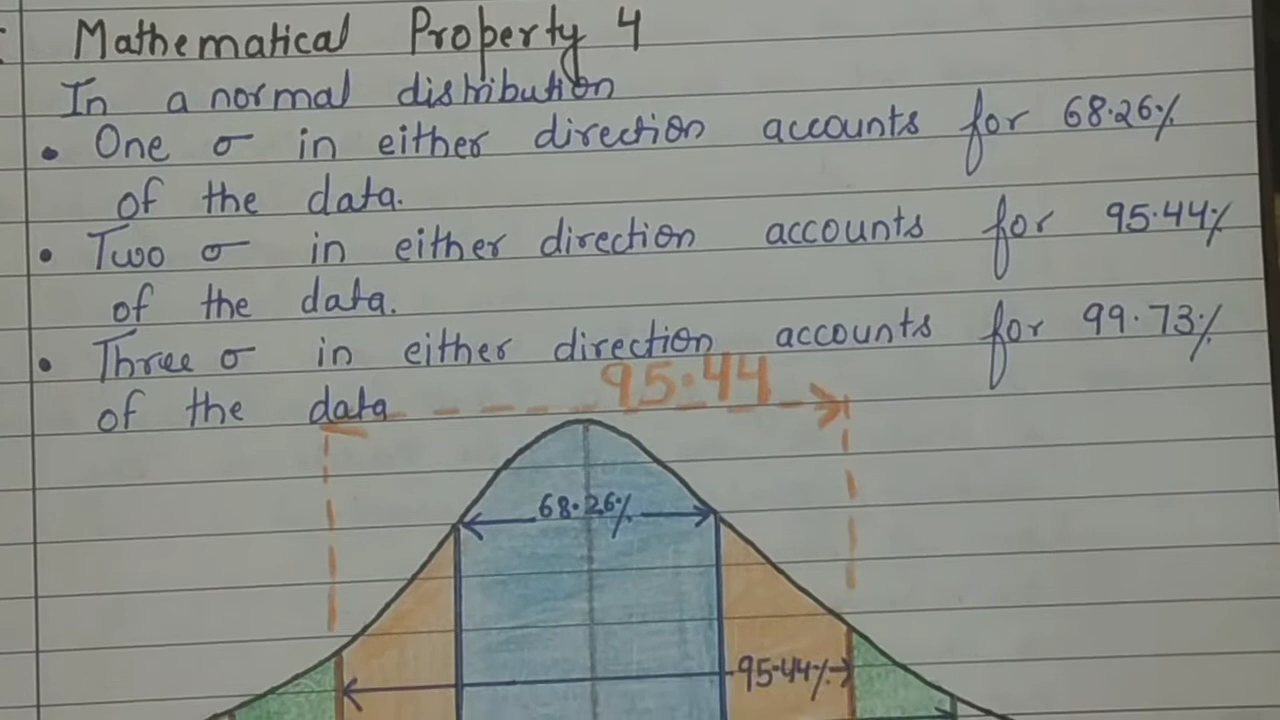 Mathematical Property 4
In a normal distribution
• One σ in either direction accounts for 68.26%
of the data.
• Two σ in either direction accounts for 95.44%
of the data.
• Three σ in either direction accounts for 99.73%
of the data
95.44
68.26%
95.44%